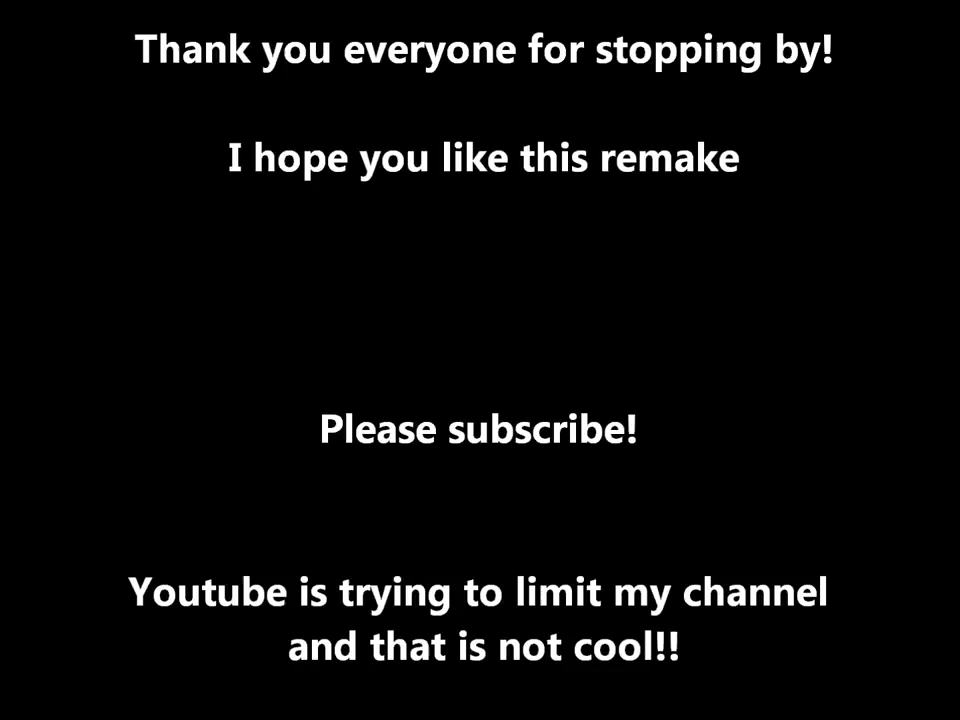 Thank you everyone for stopping by!
I hope you like this remake
Please subscribe!
Youtube is trying to limit my channel
and that is not cool!!